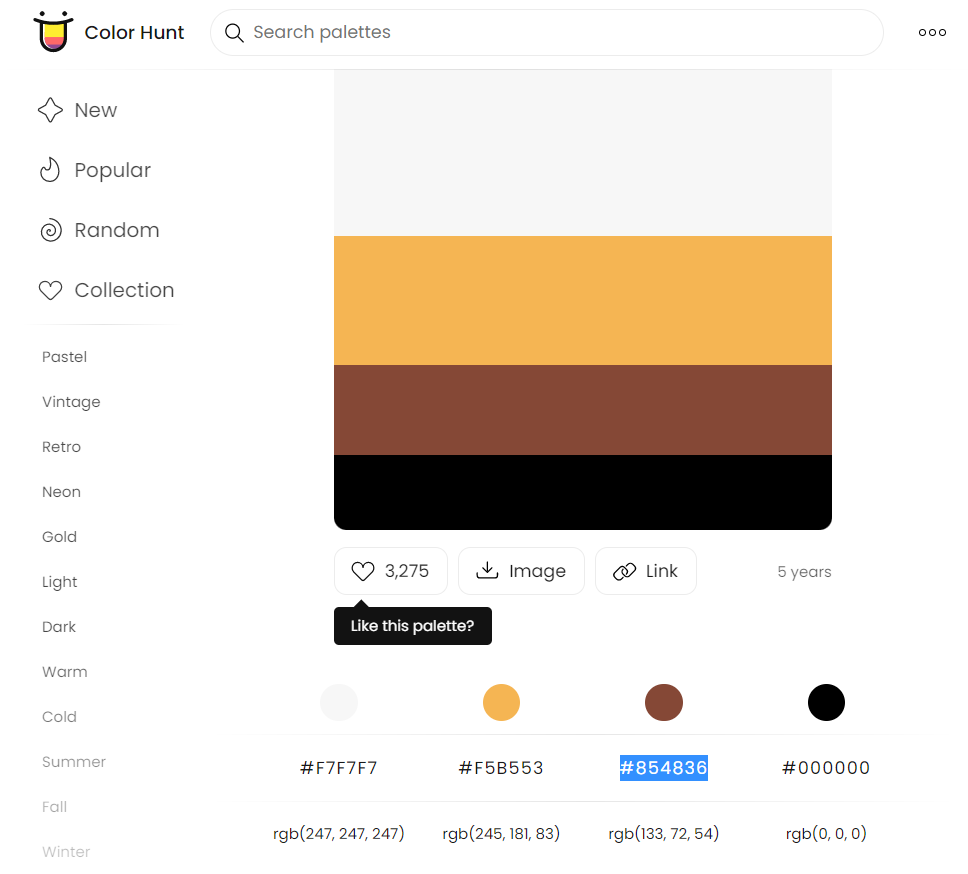 Color Hunt
Search palettes
New
Popular
Random
Collection
Pastel
Vintage
Retro
Neon
Gold
Light
Dark
Warm
Cold
Summer
Fall
Winter
3,275
Image
Link
5 years
Like this palette?
#F7F7F7 #F5B553 #854836 #000000
rgb(247, 247, 247) rgb(245, 181, 83) rgb(133, 72, 54) rgb(0, 0, 0)